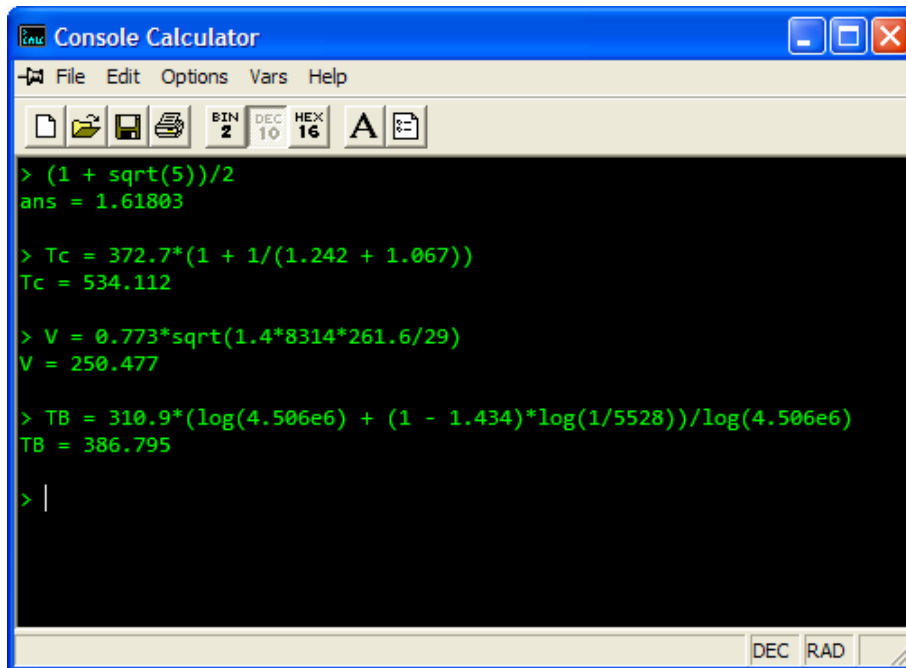 Console Calculator
File Edit Options Vars Help
BIN 2 DEC 10 HEX 16 A
> (1 + sqrt(5))/2
ans = 1.61803
> Tc = 372.7*(1 + 1/(1.242 + 1.067))
Tc = 534.112
> V = 0.773*sqrt(1.4*8314*261.6/29)
V = 250.477
> TB = 310.9*(log(4.506e6) + (1 - 1.434)*log(1/5528))/log(4.506e6)
TB = 386.795
>
DEC RAD